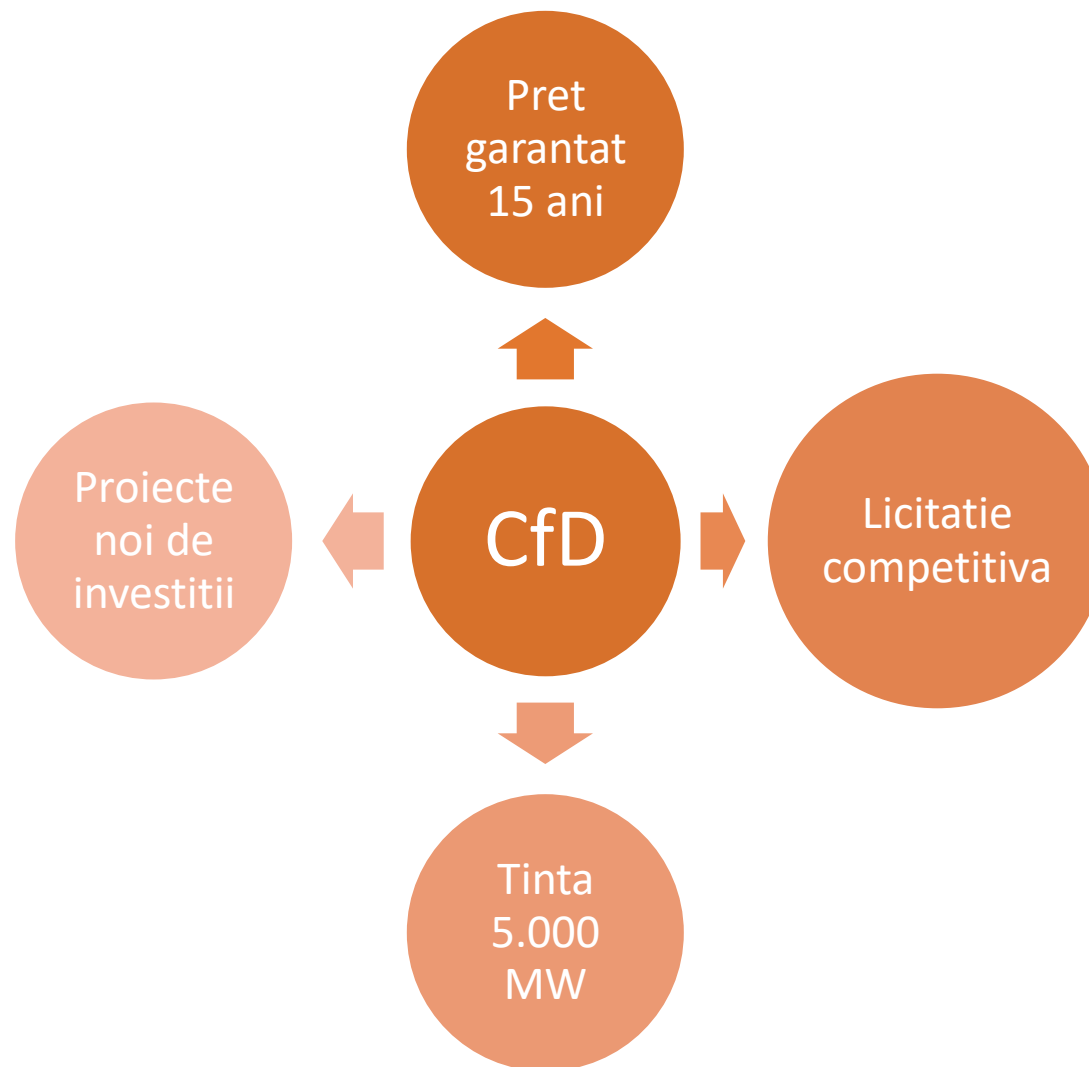 Pret
garantat
15 ani
Proiecte
noi de
investitii
CfD
Licitatie
competitiva
Tinta
5.000
MW